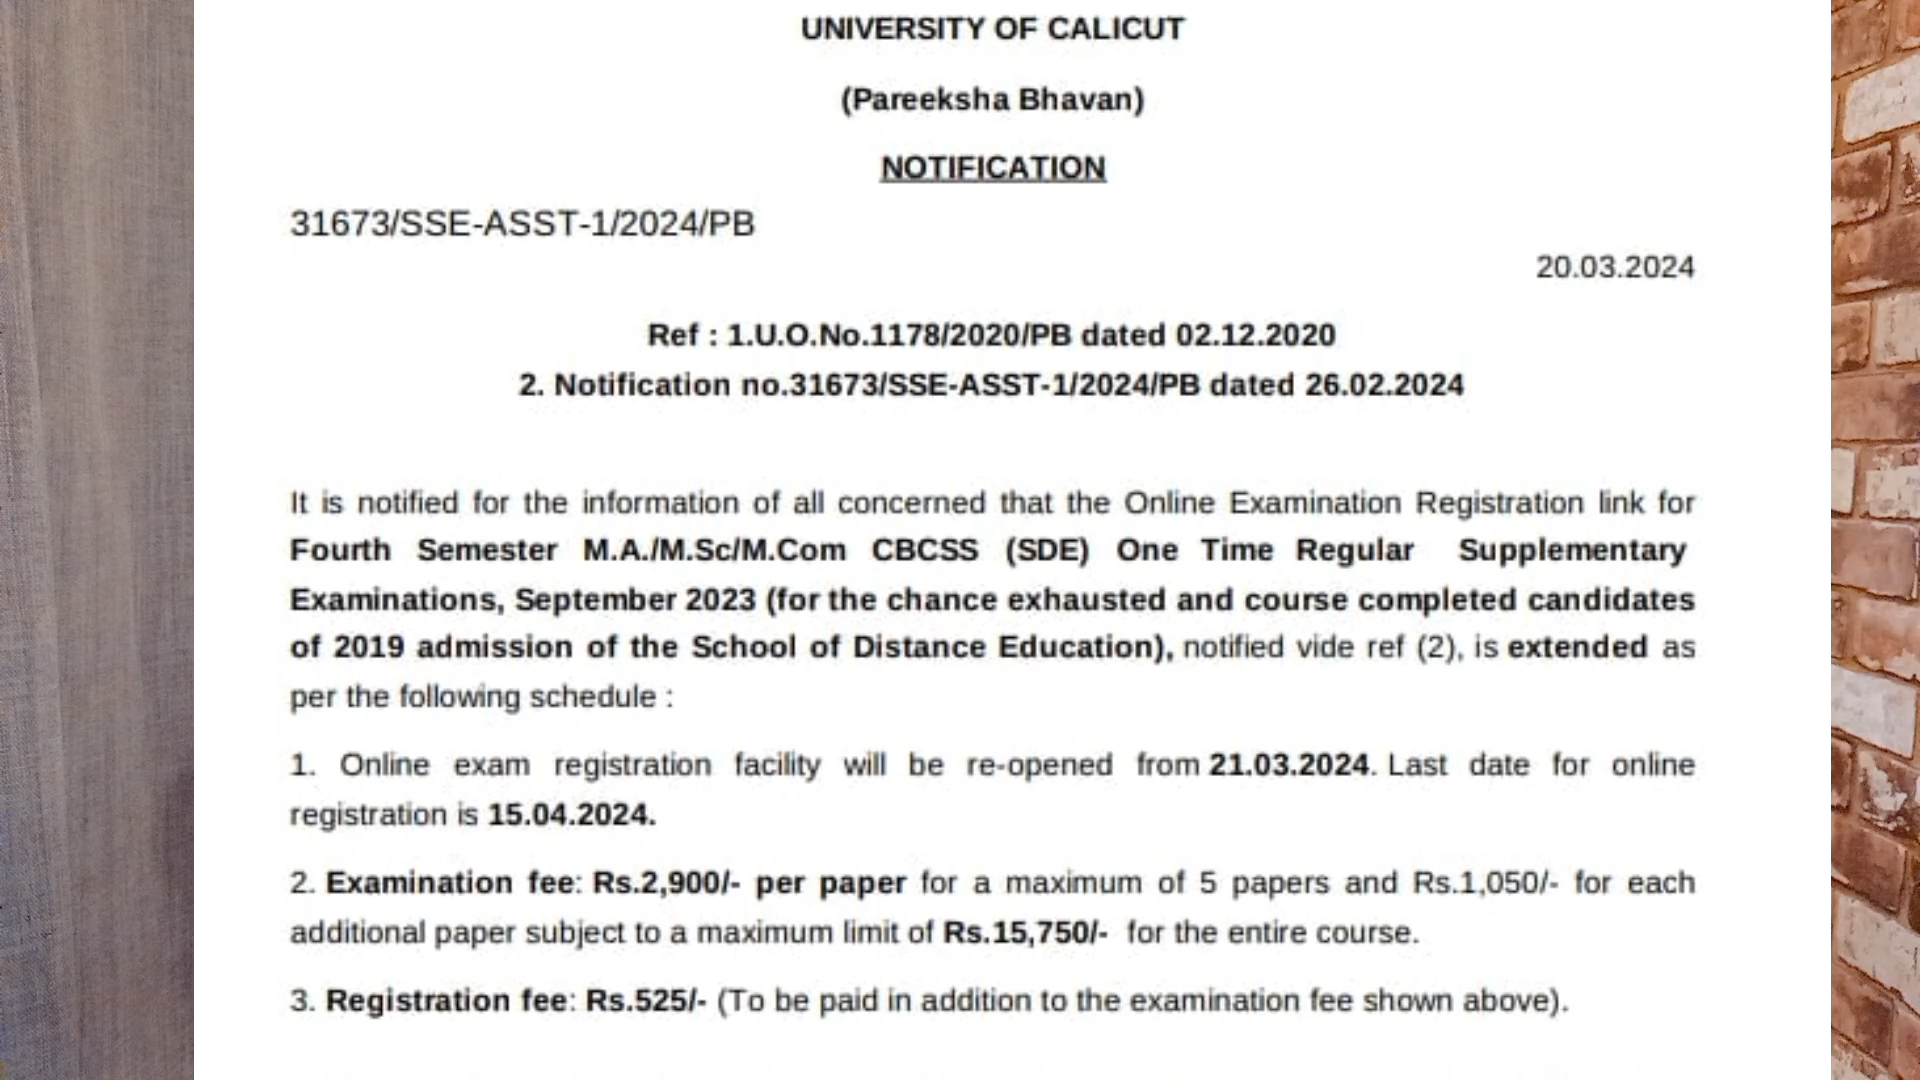 UNIVERSITY OF CALICUT
(Pareeksha Bhavan)
NOTIFICATION
31673/SSE-ASST-1/2024/PB
20.03.2024
Ref : 1.U.O.No.1178/2020/PB dated 02.12.2020
2. Notification no.31673/SSE-ASST-1/2024/PB dated 26.02.2024
It is notified for the information of all concerned that the Online Examination Registration link for
Fourth Semester M.A./M.Sc/M.Com CBCSS (SDE) One Time Regular Supplementary
Examinations, September 2023 (for the chance exhausted and course completed candidates
of 2019 admission of the School of Distance Education), notified vide ref (2), is extended as
per the following schedule :
1. Online exam registration facility will be re-opened from 21.03.2024. Last date for online
registration is 15.04.2024.
2. Examination fee: Rs.2,900/- per paper for a maximum of 5 papers and Rs.1,050/- for each
additional paper subject to a maximum limit of Rs.15,750/- for the entire course.
3. Registration fee: Rs.525/- (To be paid in addition to the examination fee shown above).